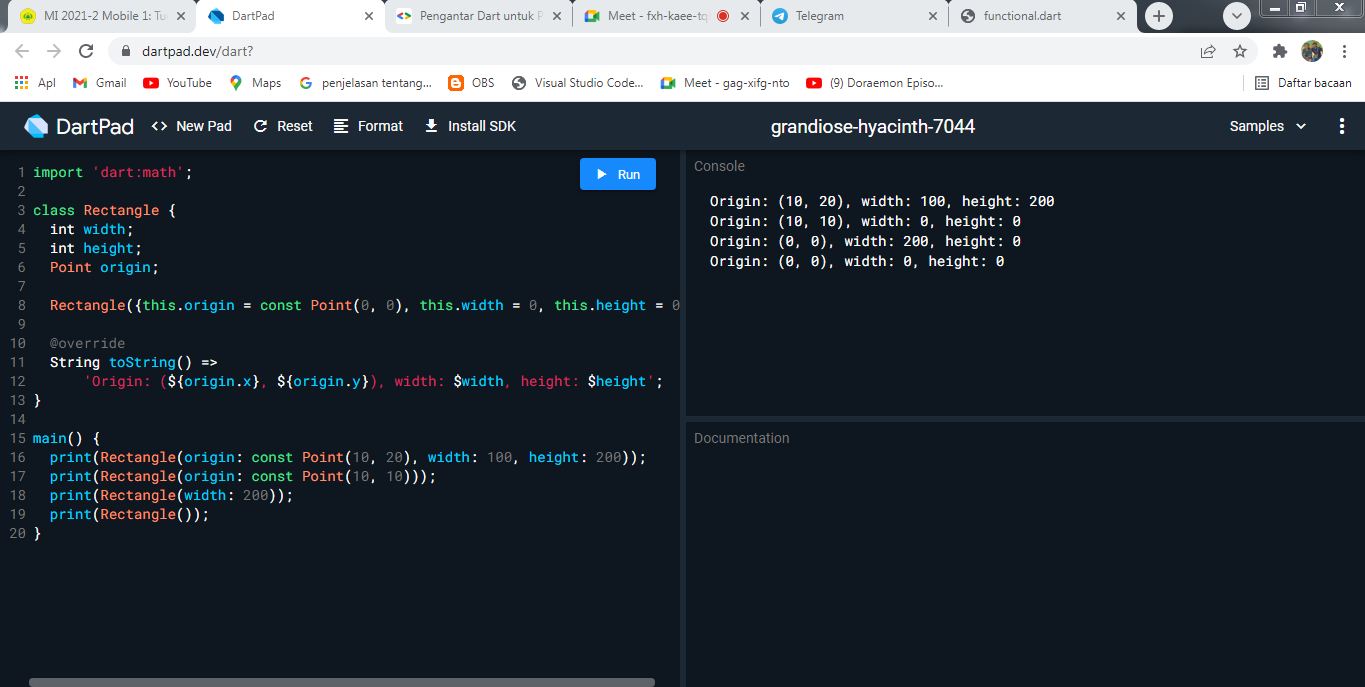 MI 2021-2 Mobile 1: Tu
DartPad
Pengantar Dart untuk P
Meet - fxh-kaee-tq
Telegram
functional.dart
dartpad.dev/dart?
Apl
Gmail
YouTube
Maps
penjelasan tentang...
OBS
Visual Studio Code...
Meet - gag-xifg-nto
(9) Doraemon Episo...
Daftar bacaan
DartPad
<> New Pad
Reset
Format
Install SDK
grandiose-hyacinth-7044
Samples
Run
1 import 'dart:math';
2
3 class Rectangle {
4 int width;
5 int height;
6 Point origin;
7
8 Rectangle({this.origin = const Point(0, 0), this.width = 0, this.height = 0
9
10 @override
11 String toString() =>
12 'Origin: (${origin.x}, ${origin.y}), width: $width, height: $height';
13 }
14
15 main() {
16 print(Rectangle(origin: const Point(10, 20), width: 100, height: 200));
17 print(Rectangle(origin: const Point(10, 10)));
18 print(Rectangle(width: 200));
19 print(Rectangle());
20 }
Console
Origin: (10, 20), width: 100, height: 200
Origin: (10, 10), width: 0, height: 0
Origin: (0, 0), width: 200, height: 0
Origin: (0, 0), width: 0, height: 0
Documentation